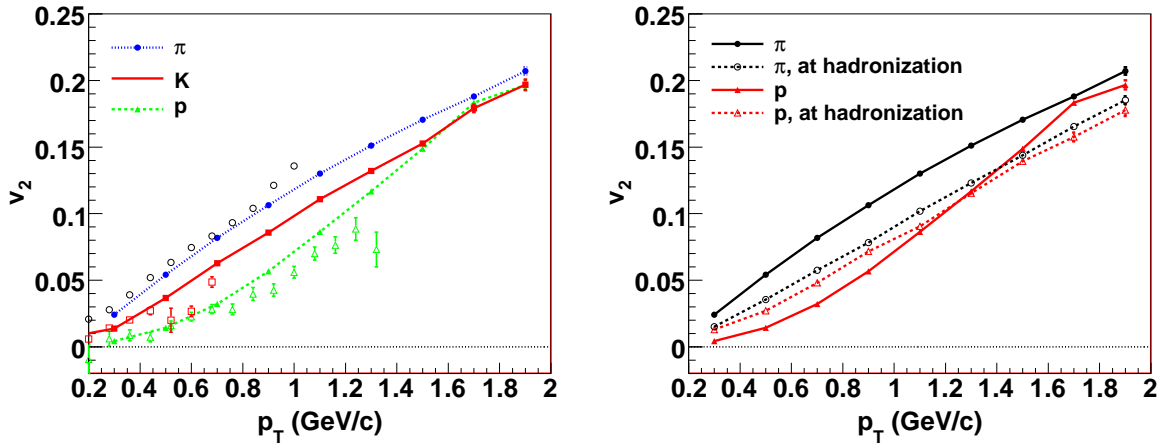 0.25
0.2
0.15
0.1
0.05
0
v2
π
K
p
0.2 0.4 0.6 0.8 1 1.2 1.4 1.6 1.8 2
pT (GeV/c)
0.25
0.2
0.15
0.1
0.05
0
v2
π
π, at hadronization
p
p, at hadronization
0.2 0.4 0.6 0.8 1 1.2 1.4 1.6 1.8 2
pT (GeV/c)